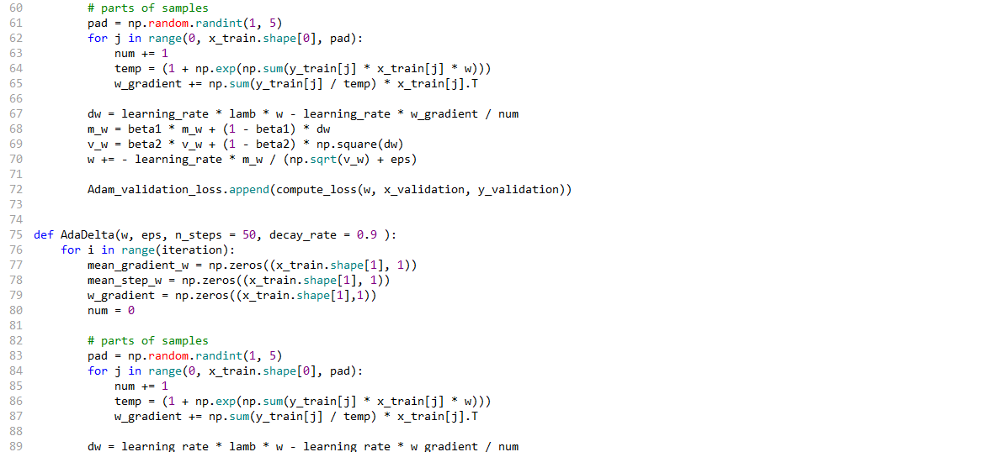 60         # parts of samples
61         pad = np.random.randint(1, 5)
62         for j in range(0, x_train.shape[0], pad):
63             num += 1
64             temp = (1 + np.exp(np.sum(y_train[j] * x_train[j] * w)))
65             w_gradient += np.sum(y_train[j] / temp) * x_train[j].T
66
67         dw = learning_rate * lamb * w - learning_rate * w_gradient / num
68         m_w = beta1 * m_w + (1 - beta1) * dw
69         v_w = beta2 * v_w + (1 - beta2) * np.square(dw)
70         w += - learning_rate * m_w / (np.sqrt(v_w) + eps)
71
72         Adam_validation_loss.append(compute_loss(w, x_validation, y_validation))
73
74
75 def AdaDelta(w, eps, n_steps = 50, decay_rate = 0.9 ):
76     for i in range(iteration):
77         mean_gradient_w = np.zeros((x_train.shape[1], 1))
78         mean_step_w = np.zeros((x_train.shape[1], 1))
79         w_gradient = np.zeros((x_train.shape[1],1))
80         num = 0
81
82         # parts of samples
83         pad = np.random.randint(1, 5)
84         for j in range(0, x_train.shape[0], pad):
85             num += 1
86             temp = (1 + np.exp(np.sum(y_train[j] * x_train[j] * w)))
87             w_gradient += np.sum(y_train[j] / temp) * x_train[j].T
88
89         dw = learning_rate * lamb * w - learning_rate * w_gradient / num